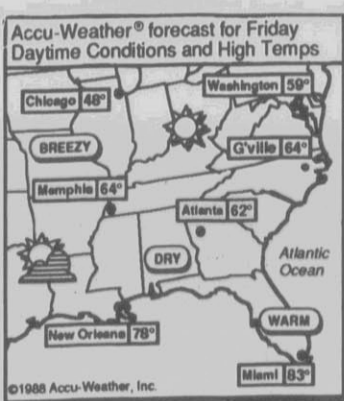 Accu-Weather® forecast for Friday
Daytime Conditions and High Temps
Washington 59°
Chicago 48°
BREEZY
G'ville 64°
Memphis 64°
Atlanta 62°
DRY
Atlantic
Ocean
WARM
New Orleans 78°
Miami 83°
©1988 Accu-Weather, Inc.